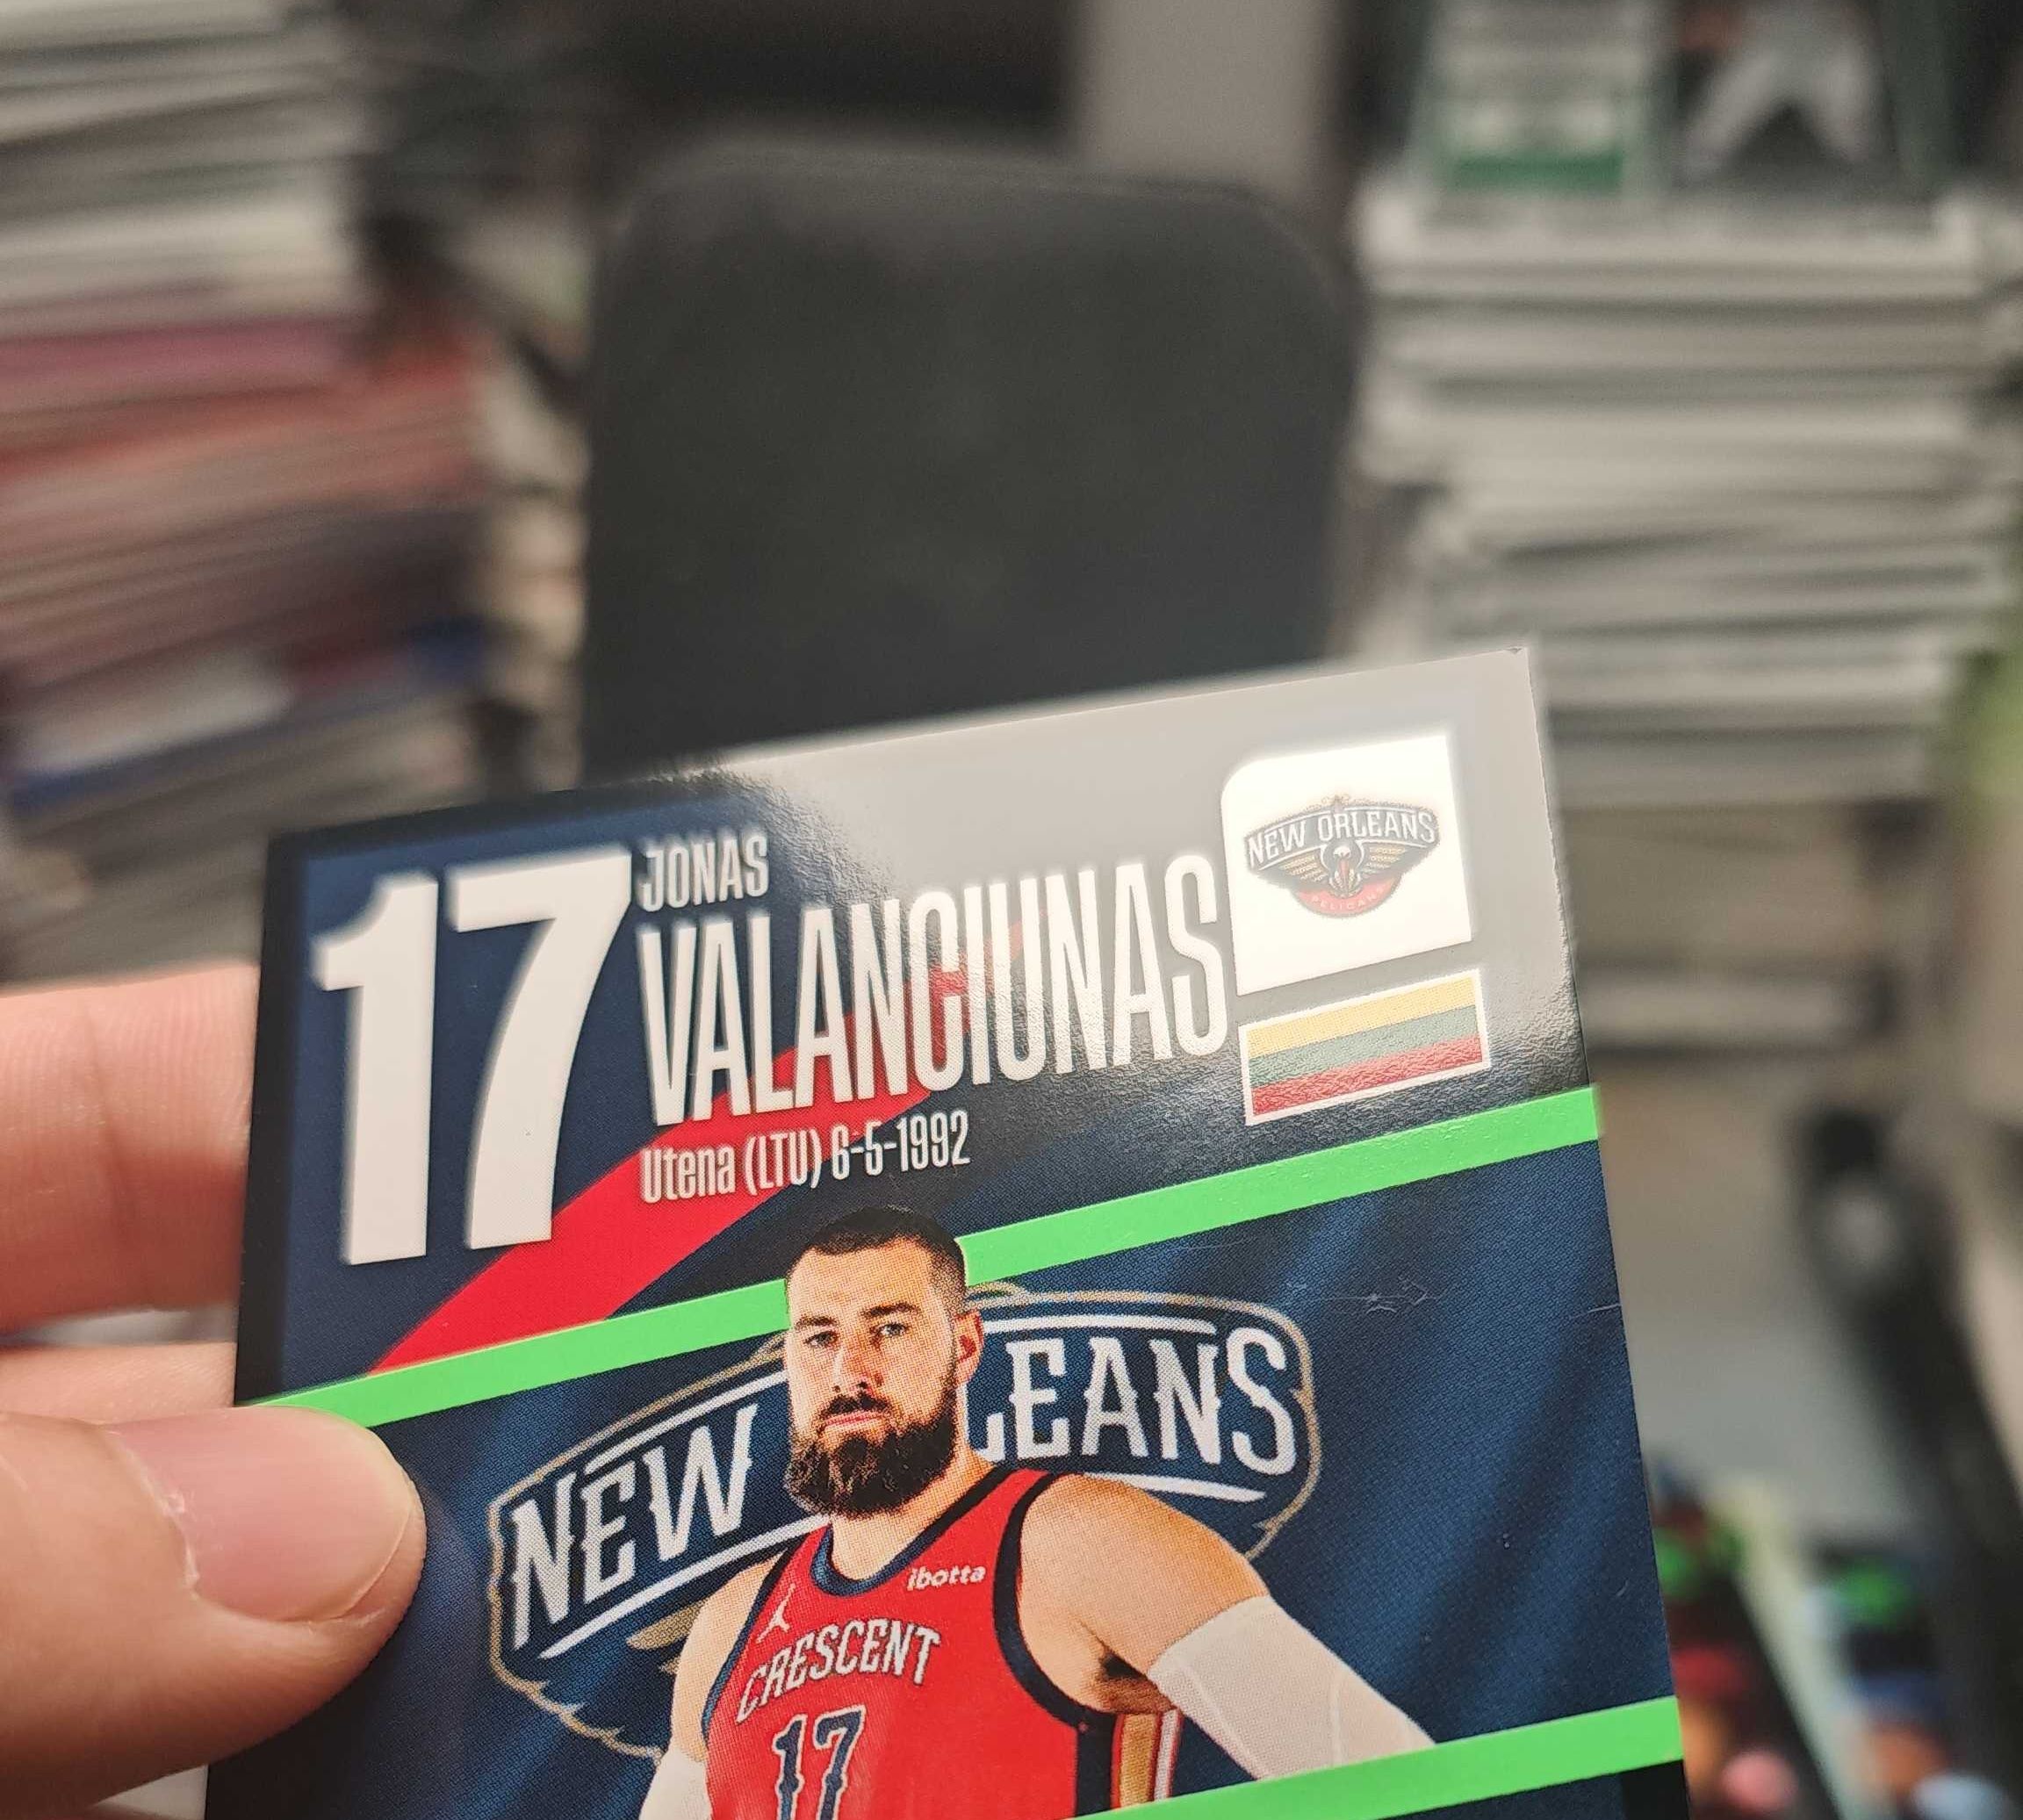 17
JONAS
VALANCIUNAS
Utena (LTU) 6-5-1992
NEW ORLEANS
PELICANS
NEW LEANS
ibotta
CRESCENT
17